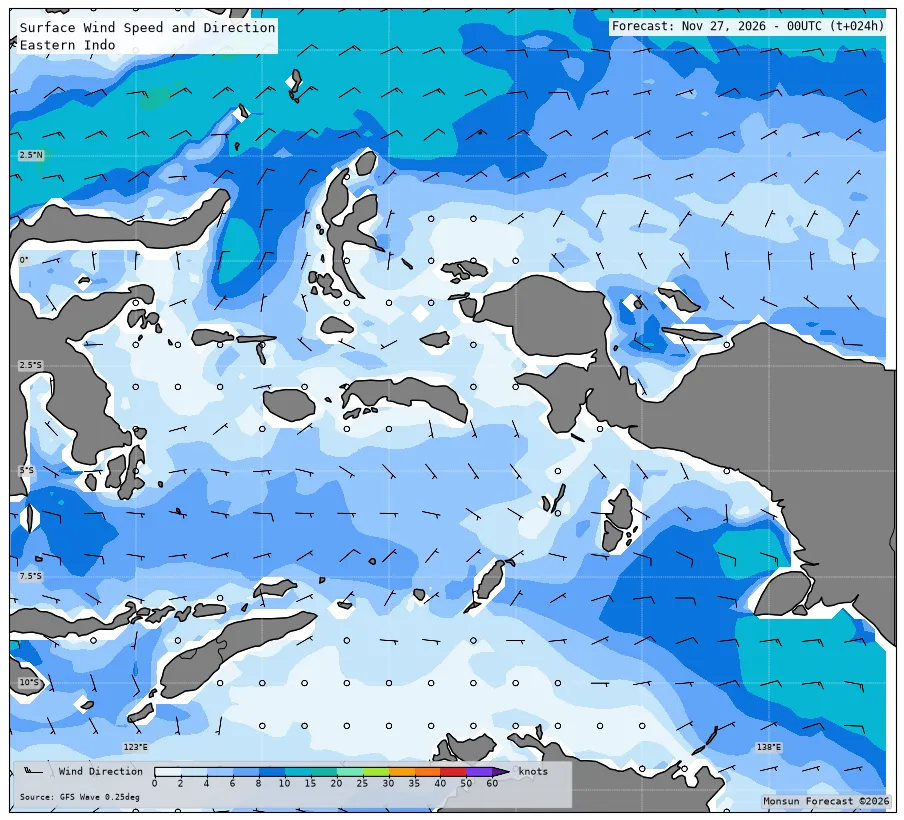 Surface Wind Speed and Direction
Eastern Indo
Forecast: Nov 27, 2026 - 00UTC (t+024h)
2.5°N
0°
2.5°S
5°S
7.5°S
10°S
123°E
138°E
Wind Direction
knots
0 2 4 6 8 10 15 20 25 30 35 40 50 60
Source: GFS Wave 0.25deg
Monsun Forecast ©2026